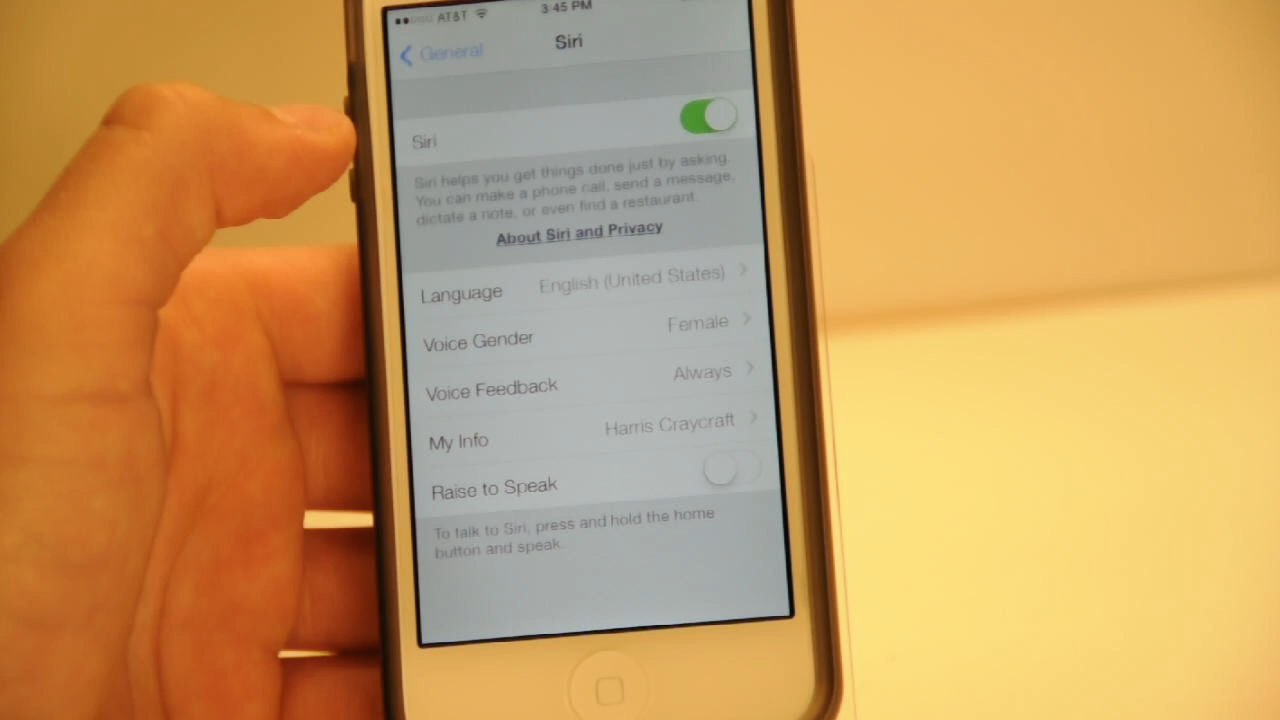 AT&T 3:45 PM
General Siri
Siri
Siri helps you get things done just by asking.
You can make a phone call, send a message,
dictate a note, or even find a restaurant.
About Siri and Privacy
Language English (United States)
Voice Gender Female
Voice Feedback Always
My Info Harris Craycraft
Raise to Speak
To talk to Siri, press and hold the home
button and speak.